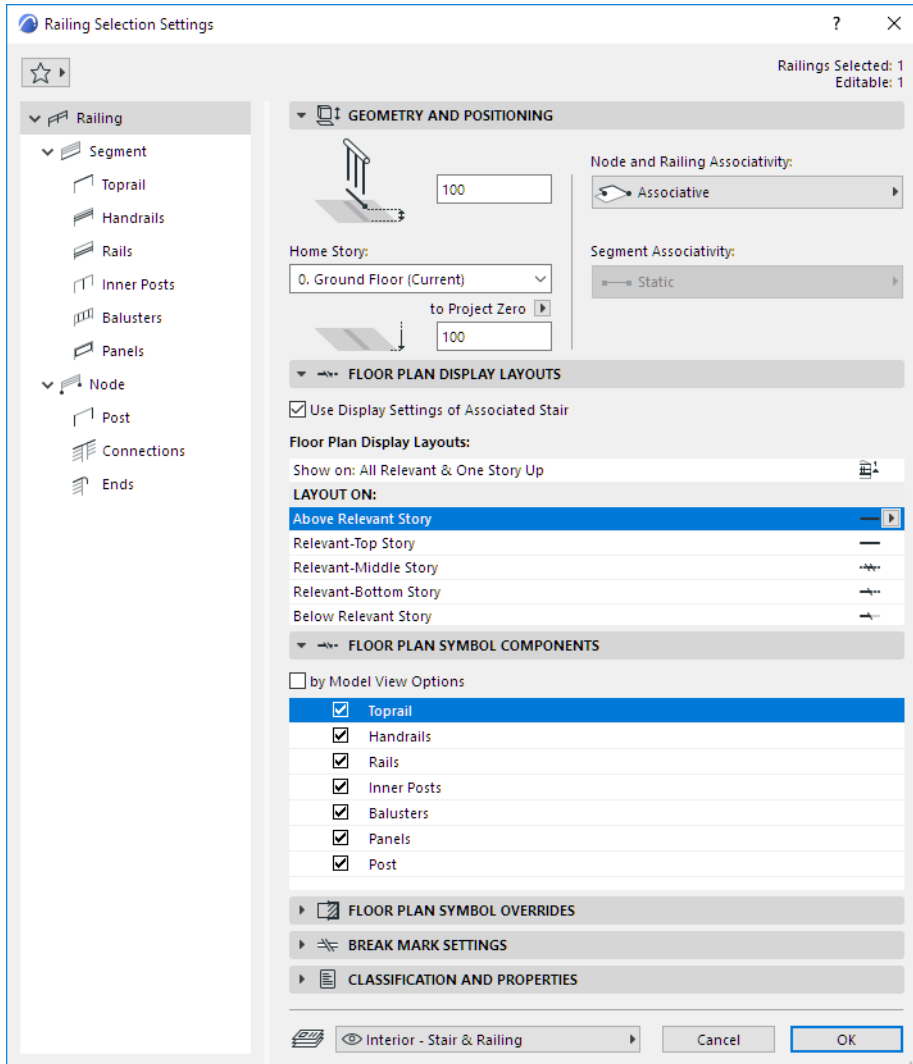 Railing Selection Settings
?
Railings Selected: 1
Editable: 1
Railing
Segment
Toprail
Handrails
Rails
Inner Posts
Balusters
Panels
Node
Post
Connections
Ends
GEOMETRY AND POSITIONING
100
Home Story:
0. Ground Floor (Current)
to Project Zero
100
Node and Railing Associativity:
Associative
Segment Associativity:
Static
FLOOR PLAN DISPLAY LAYOUTS
Use Display Settings of Associated Stair
Floor Plan Display Layouts:
Show on: All Relevant & One Story Up
LAYOUT ON:
Above Relevant Story
Relevant-Top Story
Relevant-Middle Story
Relevant-Bottom Story
Below Relevant Story
FLOOR PLAN SYMBOL COMPONENTS
by Model View Options
Toprail
Handrails
Rails
Inner Posts
Balusters
Panels
Post
FLOOR PLAN SYMBOL OVERRIDES
BREAK MARK SETTINGS
CLASSIFICATION AND PROPERTIES
Interior - Stair & Railing
Cancel
OK